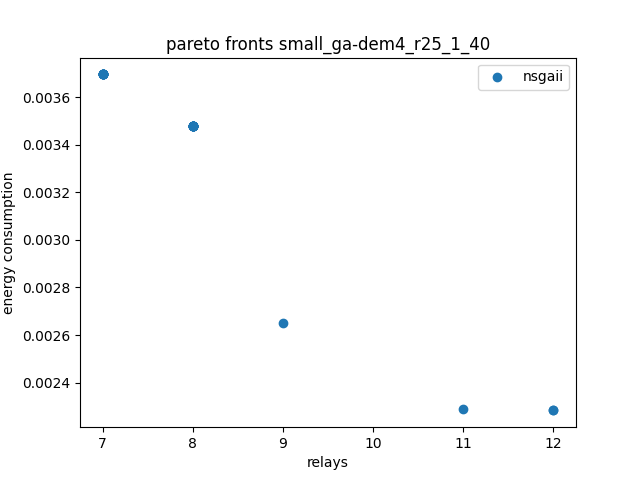 pareto fronts small_ga-dem4_r25_1_40
nsgaii
energy consumption
0.0036
0.0034
0.0032
0.0030
0.0028
0.0026
0.0024
7 8 9 10 11 12
relays